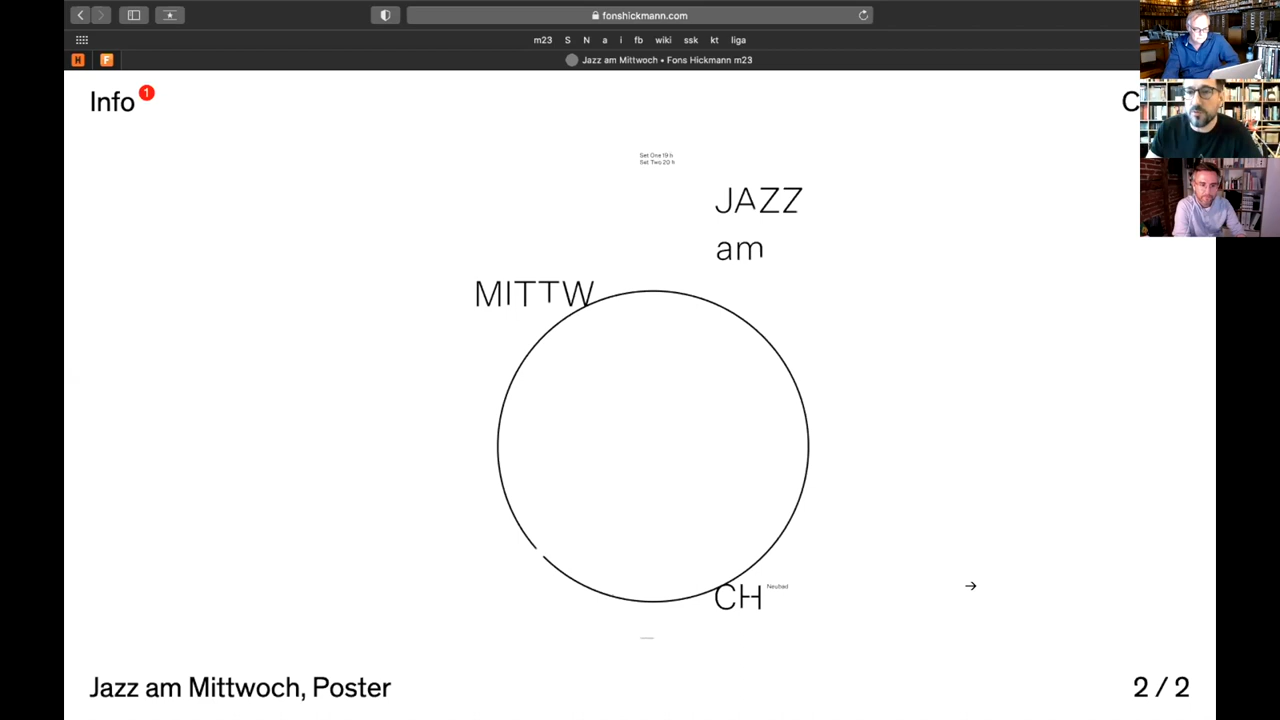 fonshickmann.com
m23 S N a i fb wiki ssk kt liga
H F Jazz am Mittwoch • Fons Hickmann m23
Info 1
C
Set One 19 h
Set Two 20 h
JAZZ
am
MITTW
CH Neubad
→
Jazz am Mittwoch, Poster
2 / 2